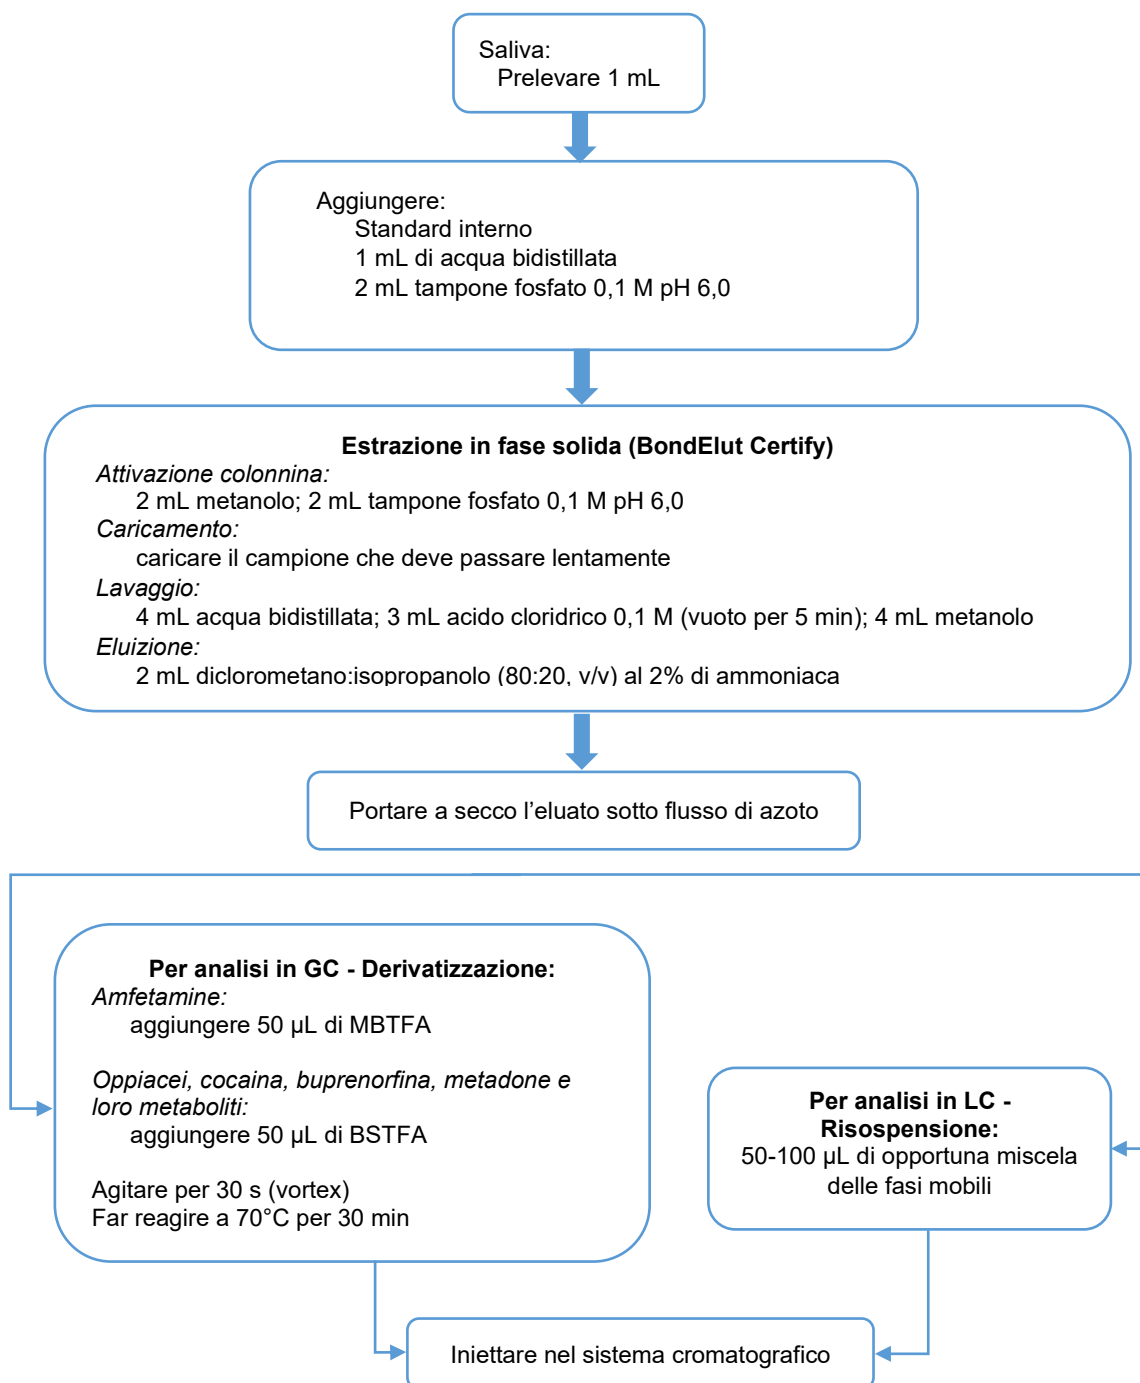 Saliva:
Prelevare 1 mL
Aggiungere:
Standard interno
1 mL di acqua bidistillata
2 mL tampone fosfato 0,1 M pH 6,0
Estrazione in fase solida (BondElut Certify)
Attivazione colonnina:
2 mL metanolo; 2 mL tampone fosfato 0,1 M pH 6,0
Caricamento:
caricare il campione che deve passare lentamente
Lavaggio:
4 mL acqua bidistillata; 3 mL acido cloridrico 0,1 M (vuoto per 5 min); 4 mL metanolo
Eluizione:
2 mL diclorometano:isopropanolo (80:20, v/v) al 2% di ammoniaca
Portare a secco l’eluato sotto flusso di azoto
Per analisi in GC - Derivatizzazione:
Amfetamine:
aggiungere 50 µL di MBTFA
Oppiacei, cocaina, buprenorfina, metadone e
loro metaboliti:
aggiungere 50 µL di BSTFA
Agitare per 30 s (vortex)
Far reagire a 70°C per 30 min
Per analisi in LC -
Risospensione:
50-100 µL di opportuna miscela
delle fasi mobili
Iniettare nel sistema cromatografico